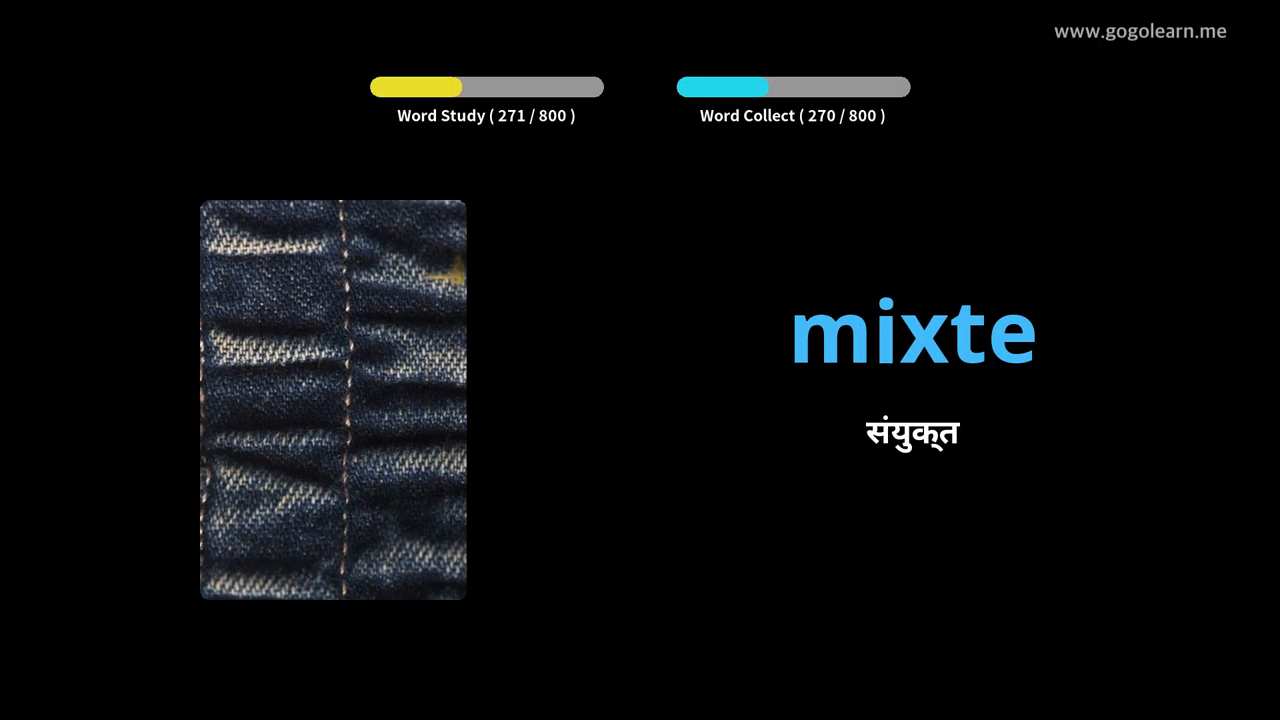 www.gogolearn.me
Word Study ( 271 / 800 )
Word Collect ( 270 / 800 )
mixte
संयुक्त